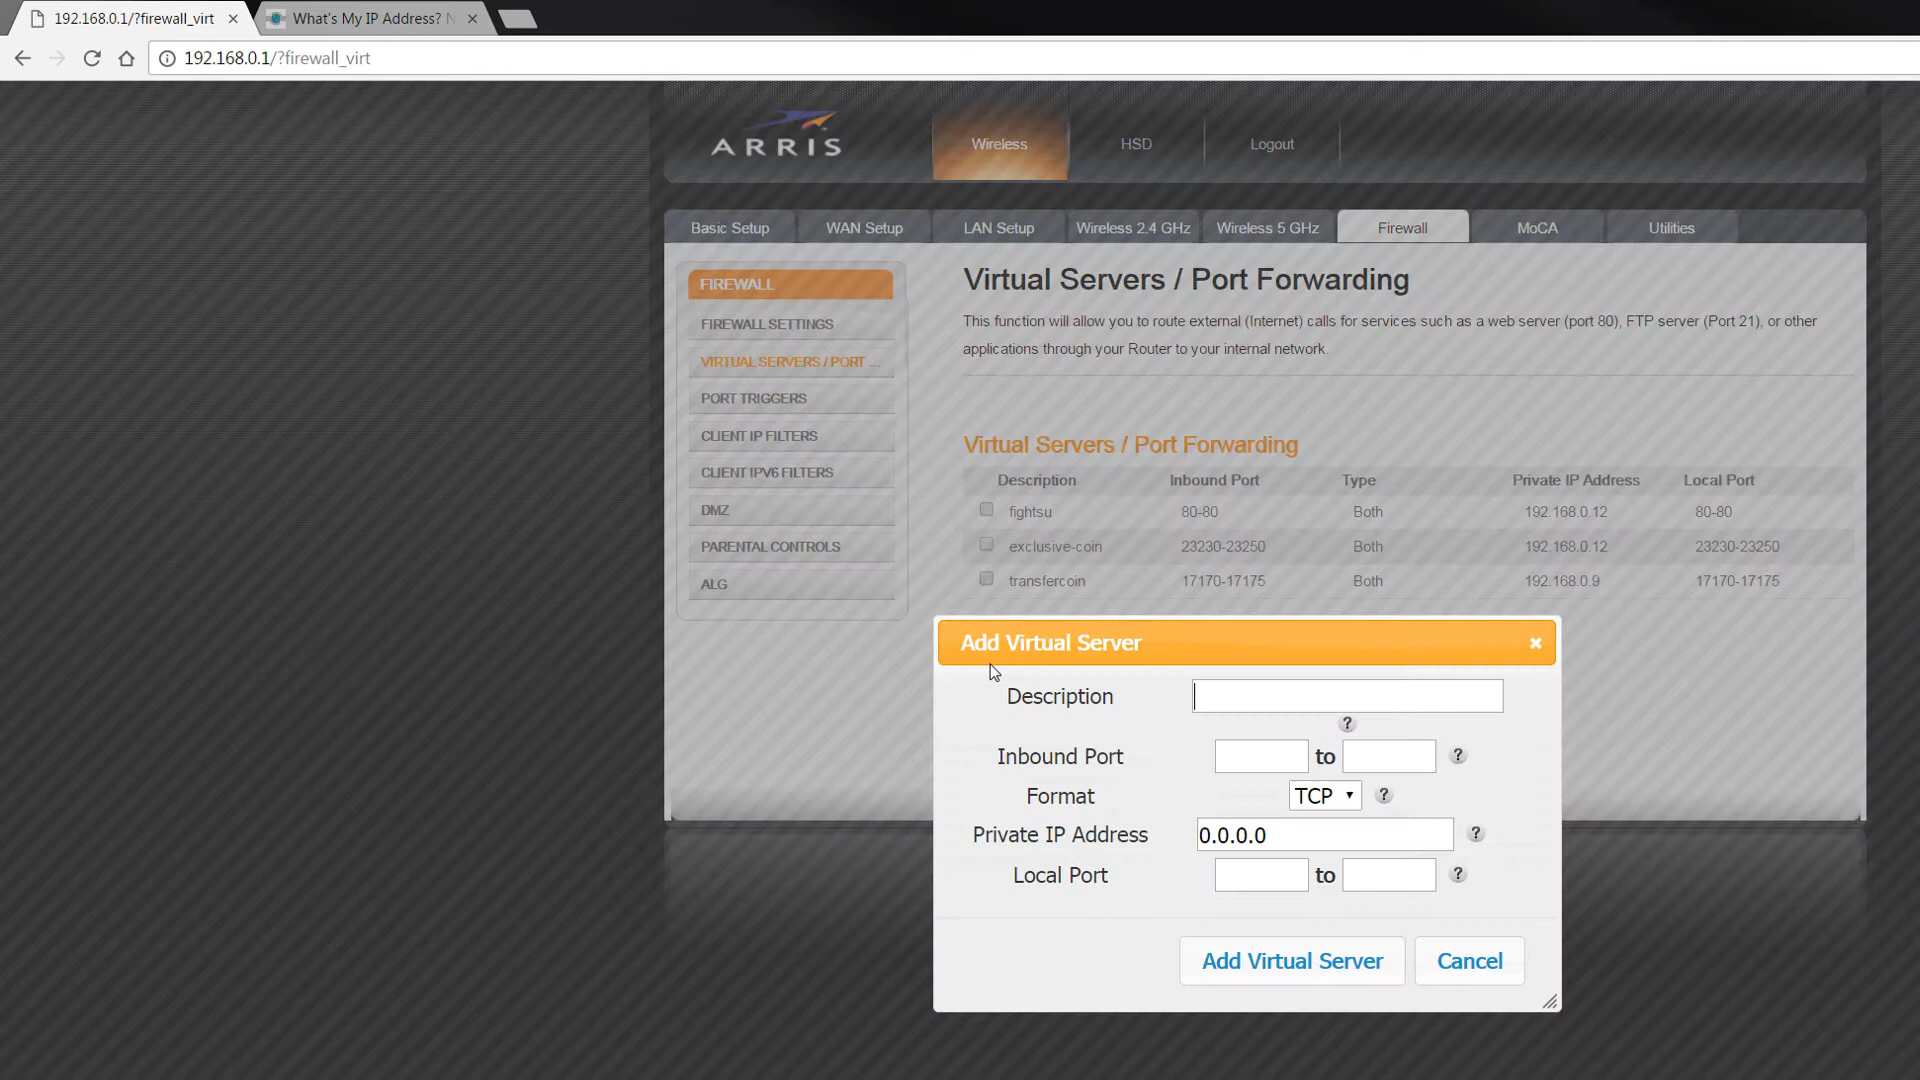 192.168.0.1/?firewall_virt
What's My IP Address? N
192.168.0.1/?firewall_virt
ARRIS
Wireless
HSD
Logout
Basic Setup
WAN Setup
LAN Setup
Wireless 2.4 GHz
Wireless 5 GHz
Firewall
MoCA
Utilities
FIREWALL
FIREWALL SETTINGS
VIRTUAL SERVERS / PORT ...
PORT TRIGGERS
CLIENT IP FILTERS
CLIENT IPV6 FILTERS
DMZ
PARENTAL CONTROLS
ALG
Virtual Servers / Port Forwarding
This function will allow you to route external (Internet) calls for services such as a web server (port 80), FTP server (Port 21), or other
applications through your Router to your internal network.
Virtual Servers / Port Forwarding
Description Inbound Port Type Private IP Address Local Port
fightsu 80-80 Both 192.168.0.12 80-80
exclusive-coin 23230-23250 Both 192.168.0.12 23230-23250
transfercoin 17170-17175 Both 192.168.0.9 17170-17175
Add Virtual Server
Description
?
Inbound Port to ?
Format TCP ?
Private IP Address 0.0.0.0 ?
Local Port to ?
Add Virtual Server Cancel